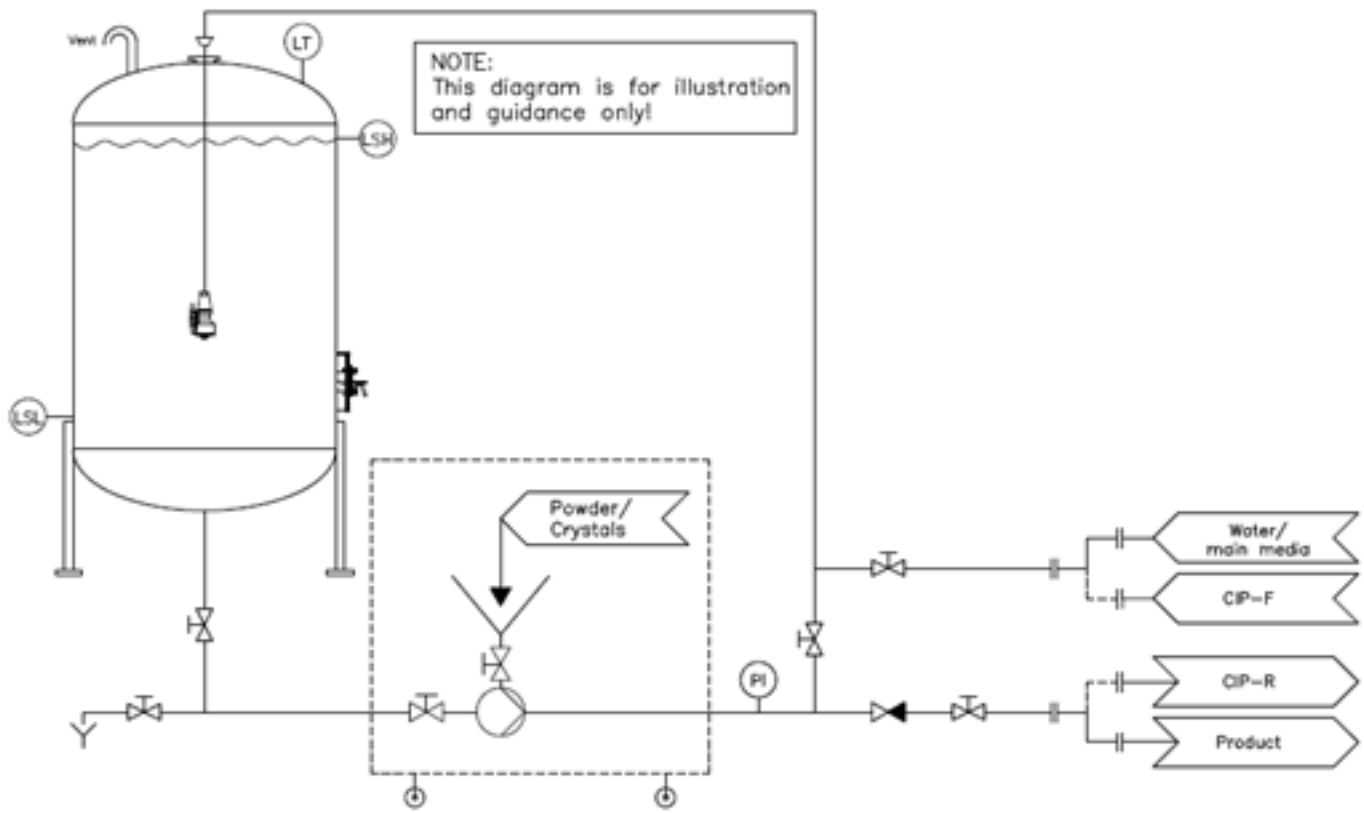 Vent
LT
NOTE:
This diagram is for illustration
and guidance only!
LSH
LSL
Powder/
Crystals
Water/
main media
CIP-F
PI
CIP-R
Product